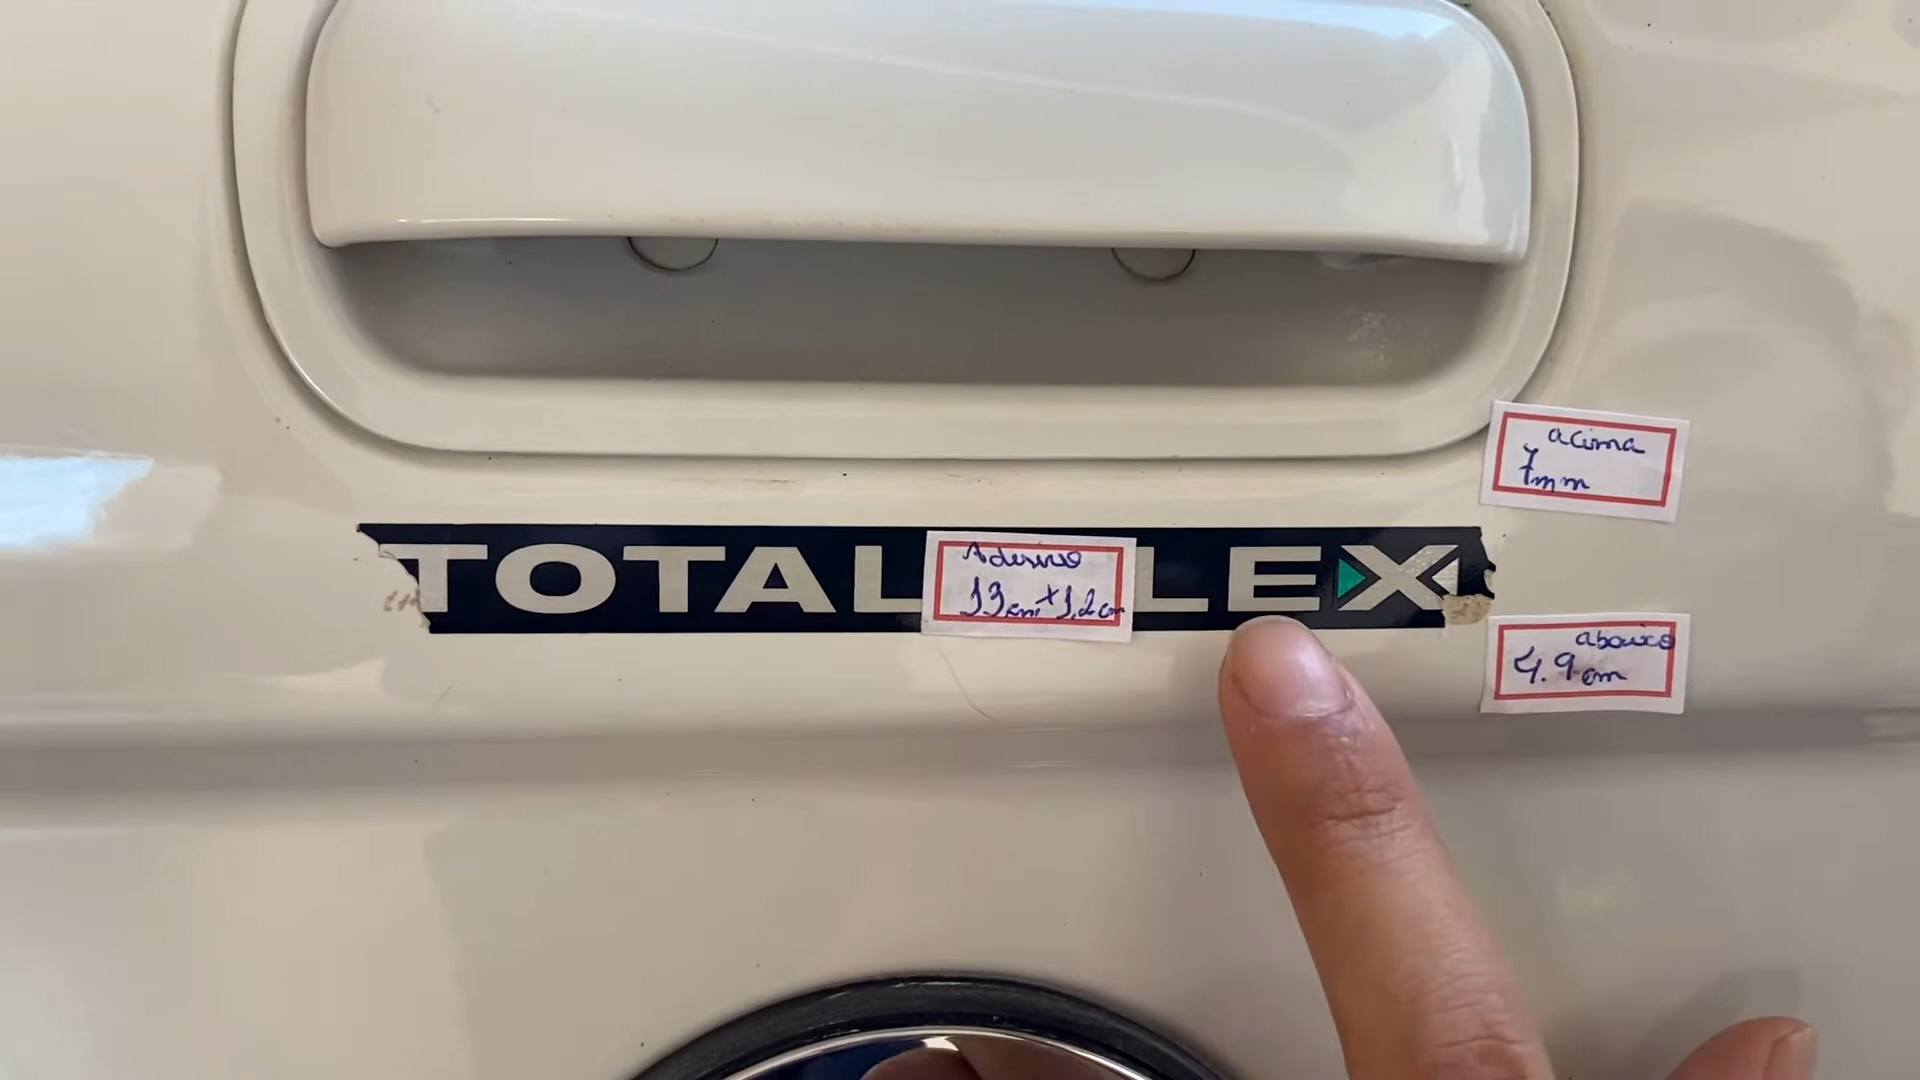 acima
7mm
TOTAL LEX
Adesivo
13cm x 1,2cm
abaixo
4.9cm